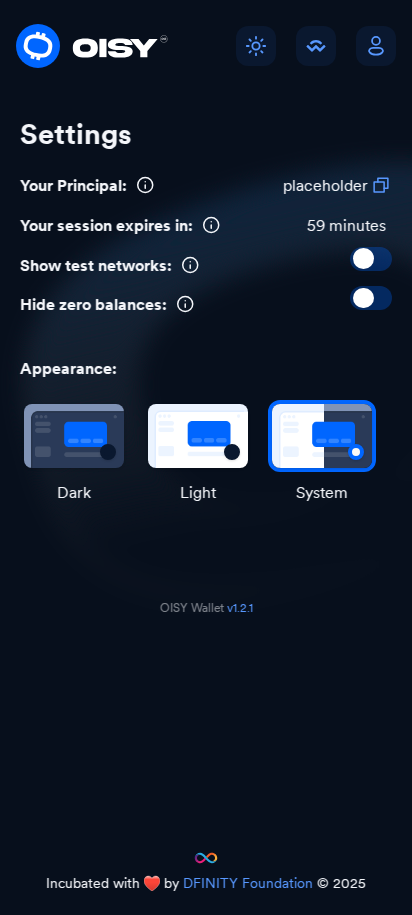 OISY
Settings
Your Principal: placeholder
Your session expires in: 59 minutes
Show test networks:
Hide zero balances:
Appearance:
Dark Light System
OISY Wallet v1.2.1
Incubated with ❤️ by DFINITY Foundation © 2025